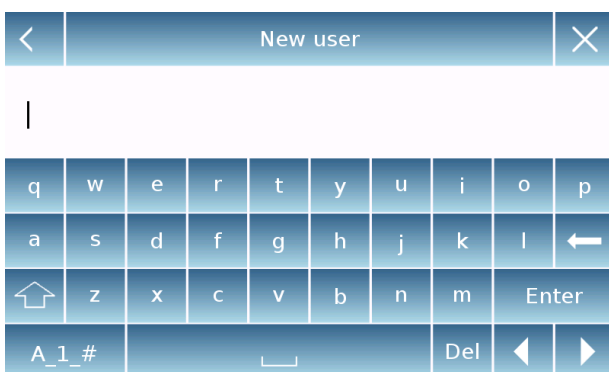 New user
q w e r t y u i o p
a s d f g h j k l
z x c v b n m Enter
A_1_# Del